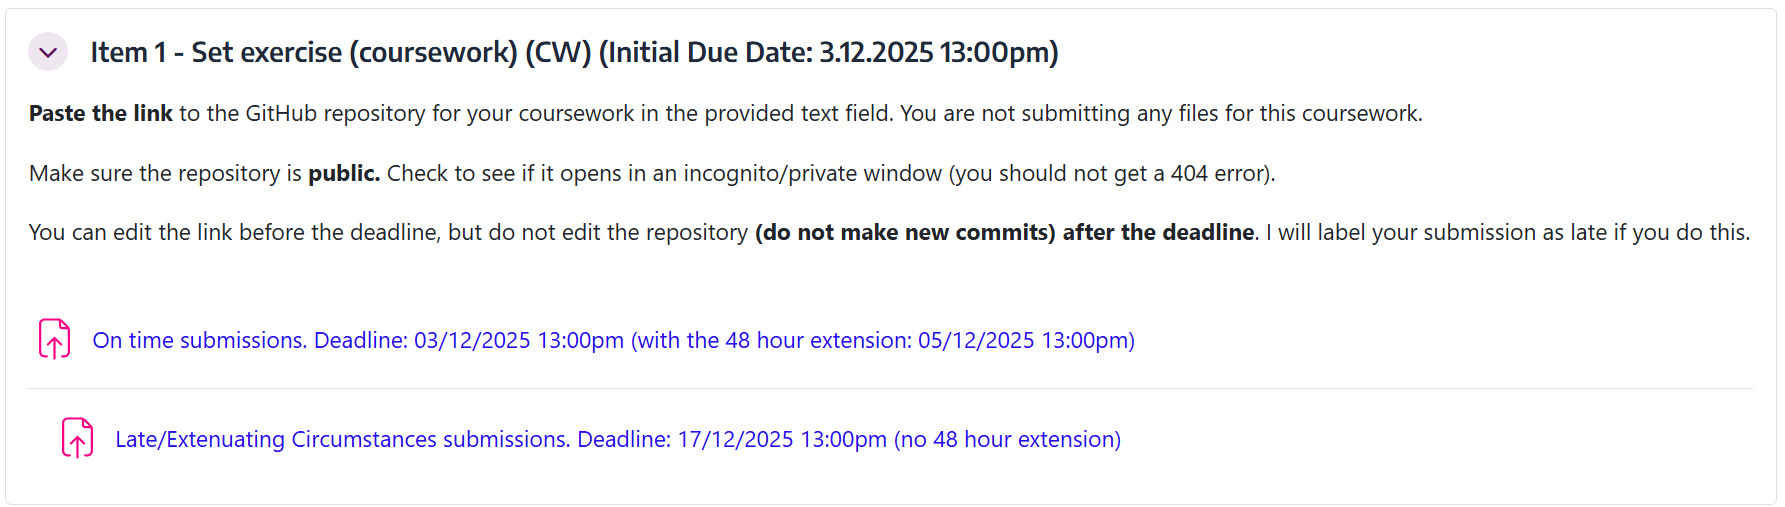 Item 1 - Set exercise (coursework) (CW) (Initial Due Date: 3.12.2025 13:00pm)
Paste the link to the GitHub repository for your coursework in the provided text field. You are not submitting any files for this coursework.
Make sure the repository is public. Check to see if it opens in an incognito/private window (you should not get a 404 error).
You can edit the link before the deadline, but do not edit the repository (do not make new commits) after the deadline. I will label your submission as late if you do this.
On time submissions. Deadline: 03/12/2025 13:00pm (with the 48 hour extension: 05/12/2025 13:00pm)
Late/Extenuating Circumstances submissions. Deadline: 17/12/2025 13:00pm (no 48 hour extension)